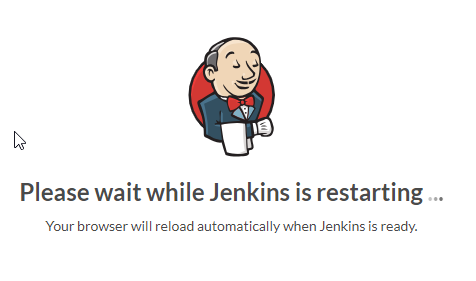 Please wait while Jenkins is restarting ...
Your browser will reload automatically when Jenkins is ready.